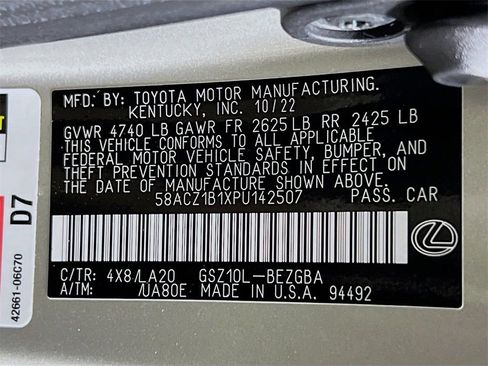 MFD. BY: TOYOTA MOTOR MANUFACTURING.
KENTUCKY, INC. 10/22
GVWR 4740 LB GAWR FR 2625 LB RR 2425 LB
THIS VEHICLE CONFORMS TO ALL APPLICABLE
FEDERAL MOTOR VEHICLE SAFETY, BUMPER, AND
THEFT PREVENTION STANDARDS IN EFFECT ON
THE DATE OF MANUFACTURE SHOWN ABOVE.
58ACZ1B1XPU142507 PASS. CAR
C/TR: 4X8/LA20 GSZ10L-BEZGBA
A/TM: /UA80E MADE IN U.S.A. 94492
D7
42661-06C70